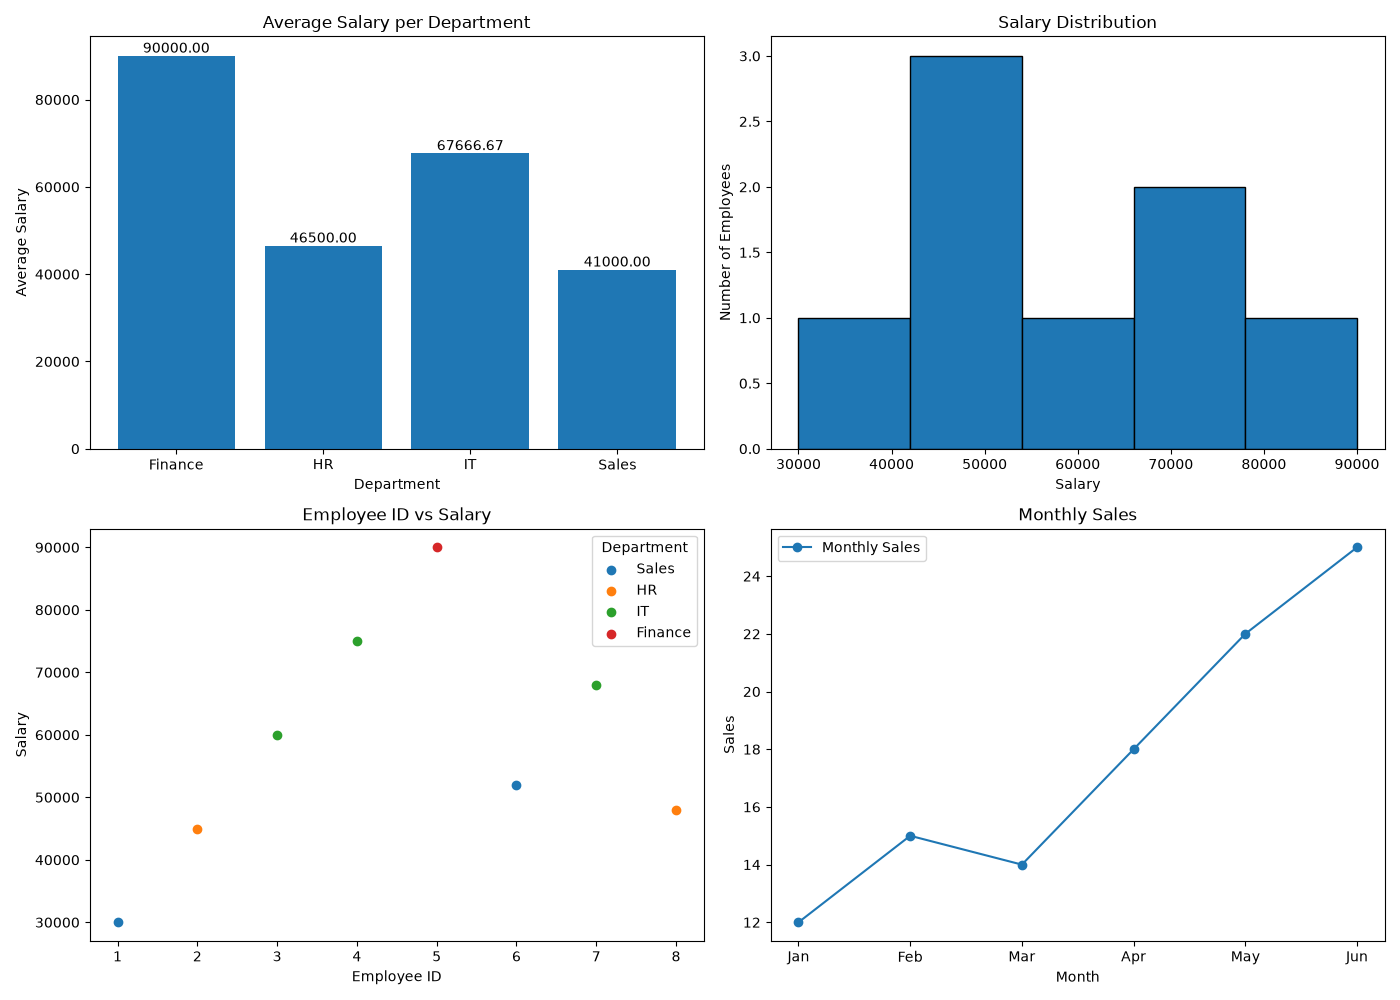 Average Salary per Department
90000.00
67666.67
46500.00
41000.00
80000
60000
40000
20000
0
Average Salary
Finance HR IT Sales
Department
Salary Distribution
3.0
2.5
2.0
1.5
1.0
0.5
0.0
Number of Employees
30000 40000 50000 60000 70000 80000 90000
Salary
Employee ID vs Salary
90000
80000
70000
60000
50000
40000
30000
Salary
Department
Sales
HR
IT
Finance
1 2 3 4 5 6 7 8
Employee ID
Monthly Sales
Monthly Sales
24
22
20
18
16
14
12
Sales
Jan Feb Mar Apr May Jun
Month